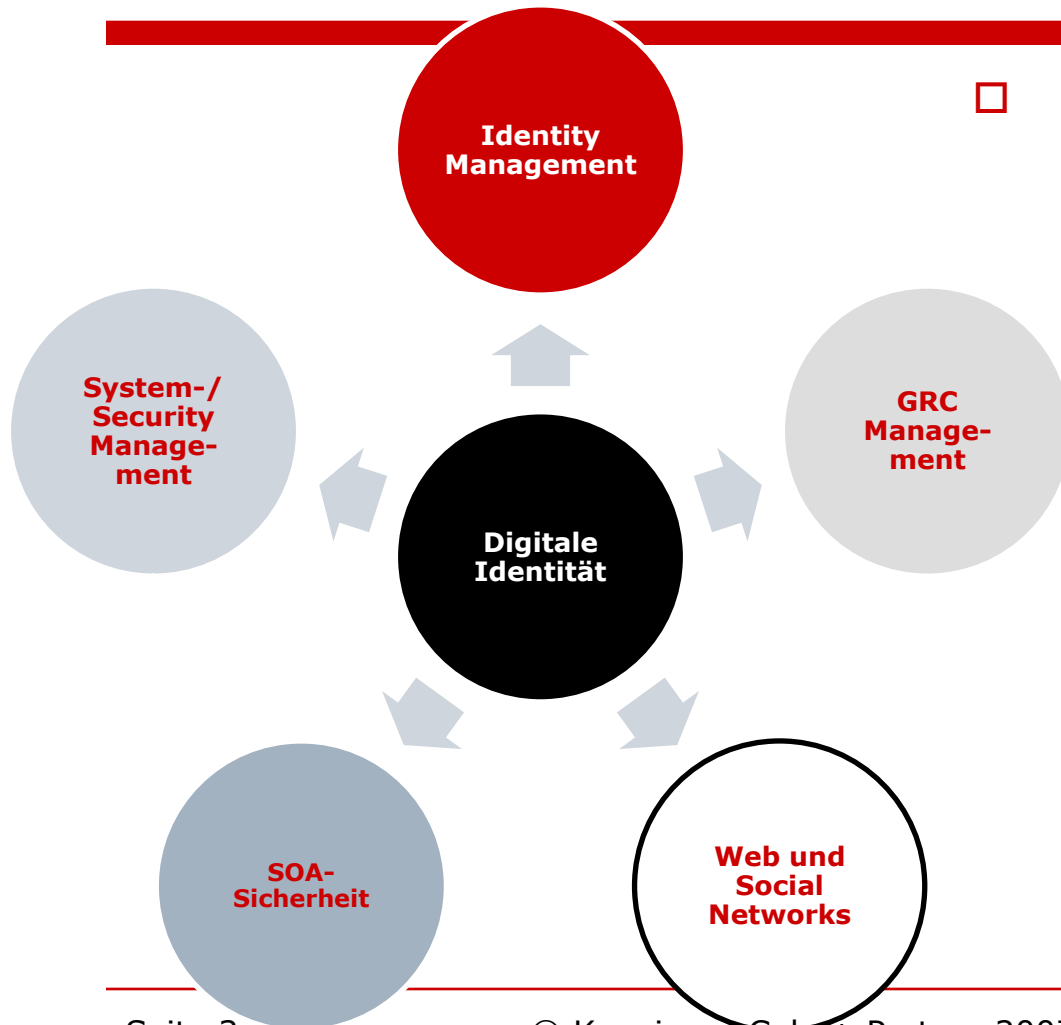 Identity
Management
System-/
Security
Manage-
ment
GRC
Manage-
ment
Digitale
Identität
SOA-
Sicherheit
Web und
Social
Networks